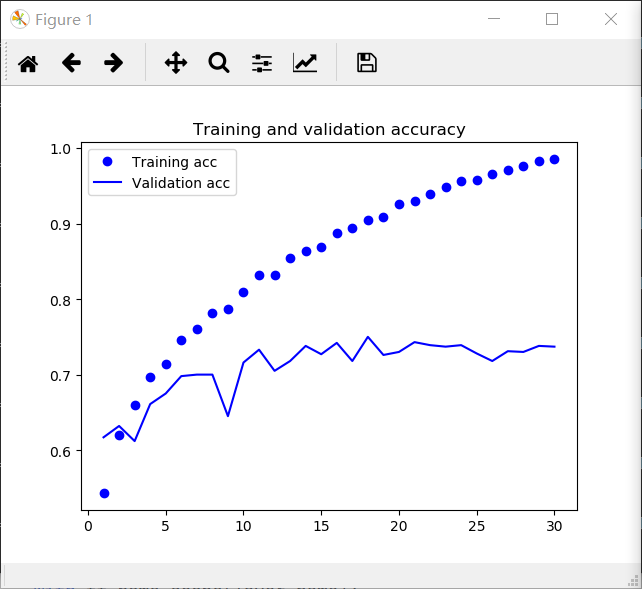 Figure 1
Training and validation accuracy
Training acc
Validation acc
1.0
0.9
0.8
0.7
0.6
0 5 10 15 20 25 30